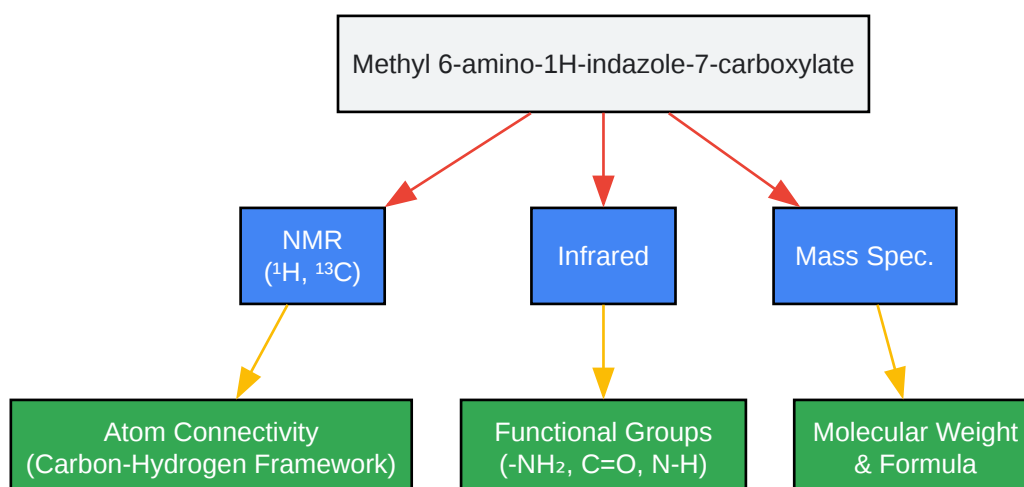 Methyl 6-amino-1H-indazole-7-carboxylate
NMR
(¹H, ¹³C)
Infrared
Mass Spec.
Atom Connectivity
(Carbon-Hydrogen Framework)
Functional Groups
(-NH₂, C=O, N-H)
Molecular Weight
& Formula